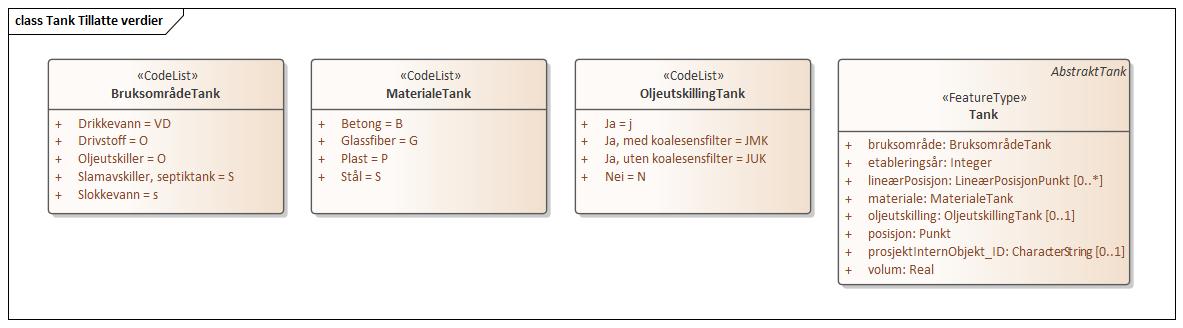 class Tank Tillatte verdier
«CodeList»
BruksområdeTank
+ Drikkevann = VD
+ Drivstoff = O
+ Oljeutskiller = O
+ Slamavskiller, septiktank = S
+ Slokkevann = s
«CodeList»
MaterialeTank
+ Betong = B
+ Glassfiber = G
+ Plast = P
+ Stål = S
«CodeList»
OljeutskillingTank
+ Ja = j
+ Ja, med koalesensfilter = JMK
+ Ja, uten koalesensfilter = JUK
+ Nei = N
AbstraktTank
«FeatureType»
Tank
+ bruksområde: BruksområdeTank
+ etableringsår: Integer
+ lineærPosisjon: LineærPosisjonPunkt [0..*]
+ materiale: MaterialeTank
+ oljeutskilling: OljeutskillingTank [0..1]
+ posisjon: Punkt
+ prosjektInternObjekt_ID: CharacterString [0..1]
+ volum: Real